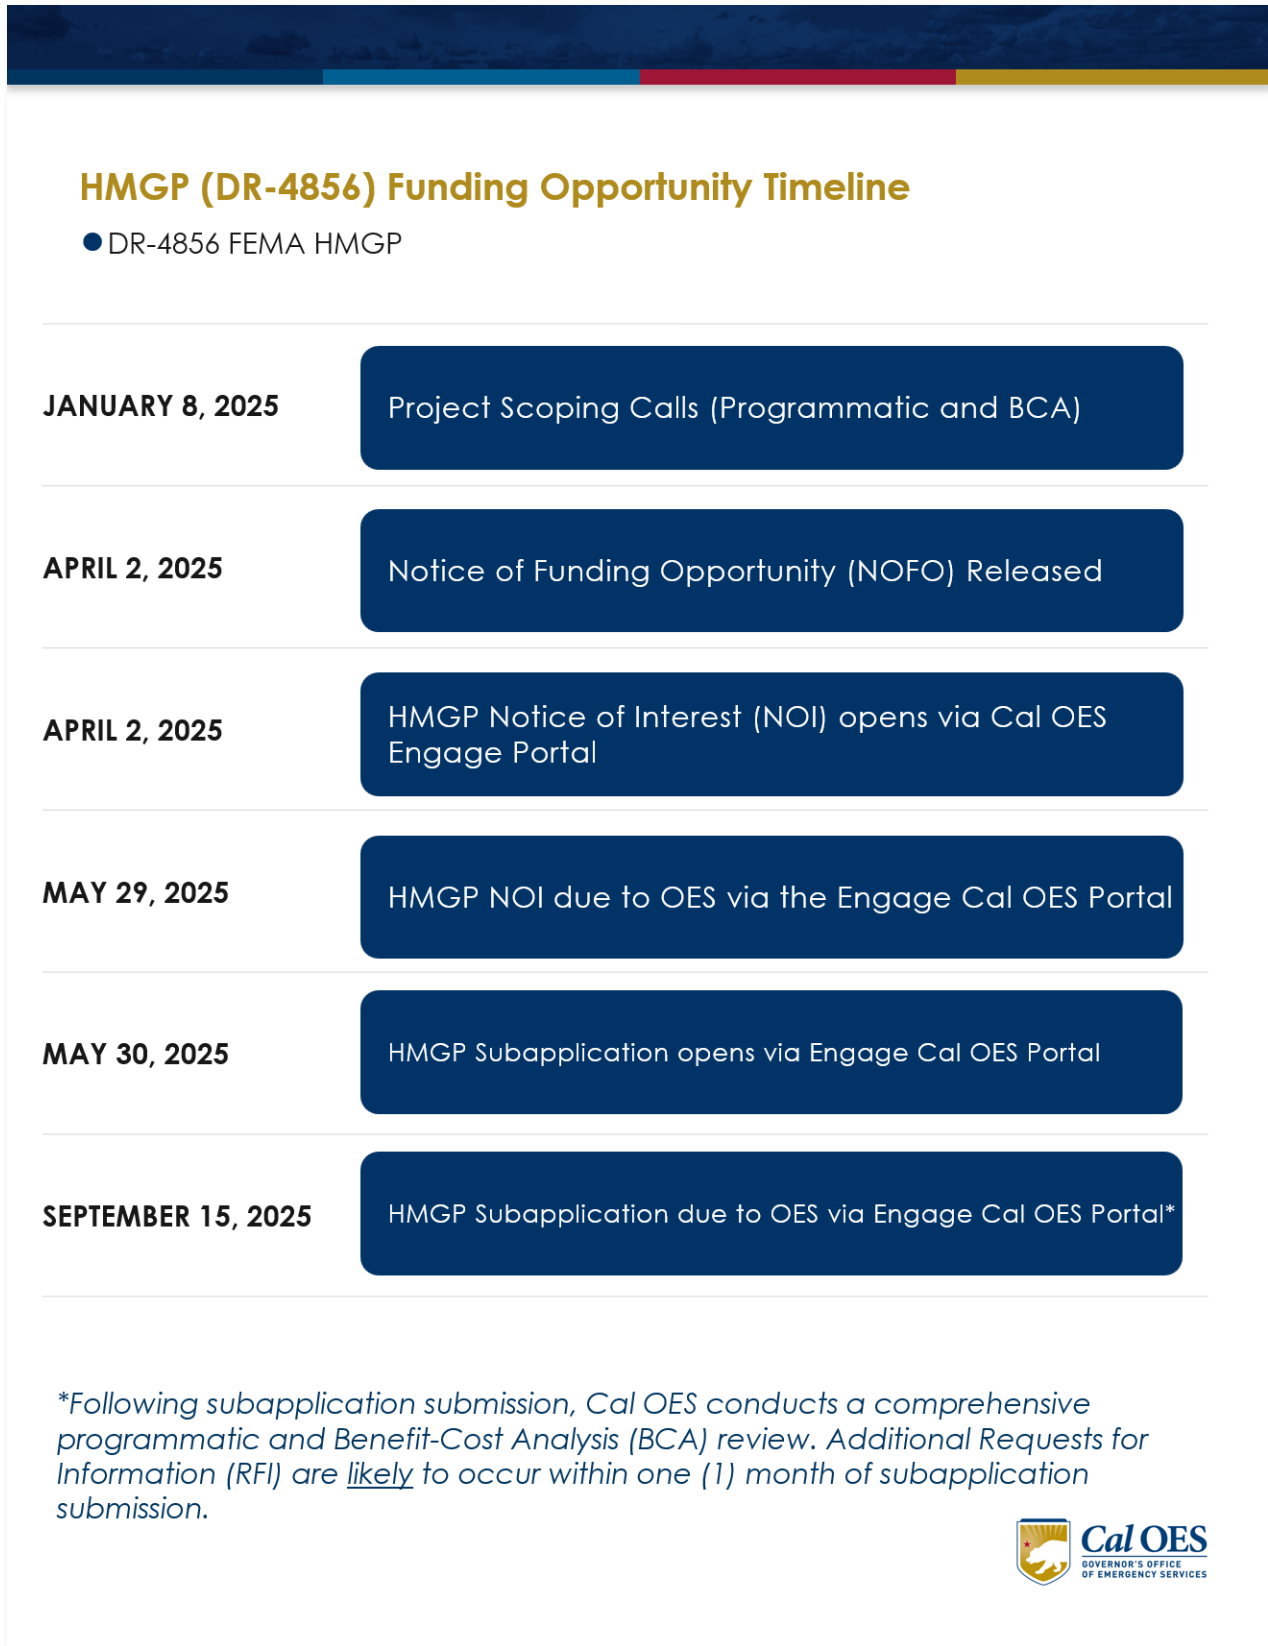 HMGP (DR-4856) Funding Opportunity Timeline
DR-4856 FEMA HMGP
JANUARY 8, 2025
Project Scoping Calls (Programmatic and BCA)
APRIL 2, 2025
Notice of Funding Opportunity (NOFO) Released
APRIL 2, 2025
HMGP Notice of Interest (NOI) opens via Cal OES
Engage Portal
MAY 29, 2025
HMGP NOI due to OES via the Engage Cal OES Portal
MAY 30, 2025
HMGP Subapplication opens via Engage Cal OES Portal
SEPTEMBER 15, 2025
HMGP Subapplication due to OES via Engage Cal OES Portal*
*Following subapplication submission, Cal OES conducts a comprehensive
programmatic and Benefit-Cost Analysis (BCA) review. Additional Requests for
Information (RFI) are likely to occur within one (1) month of subapplication
submission.
Cal OES
GOVERNOR'S OFFICE
OF EMERGENCY SERVICES